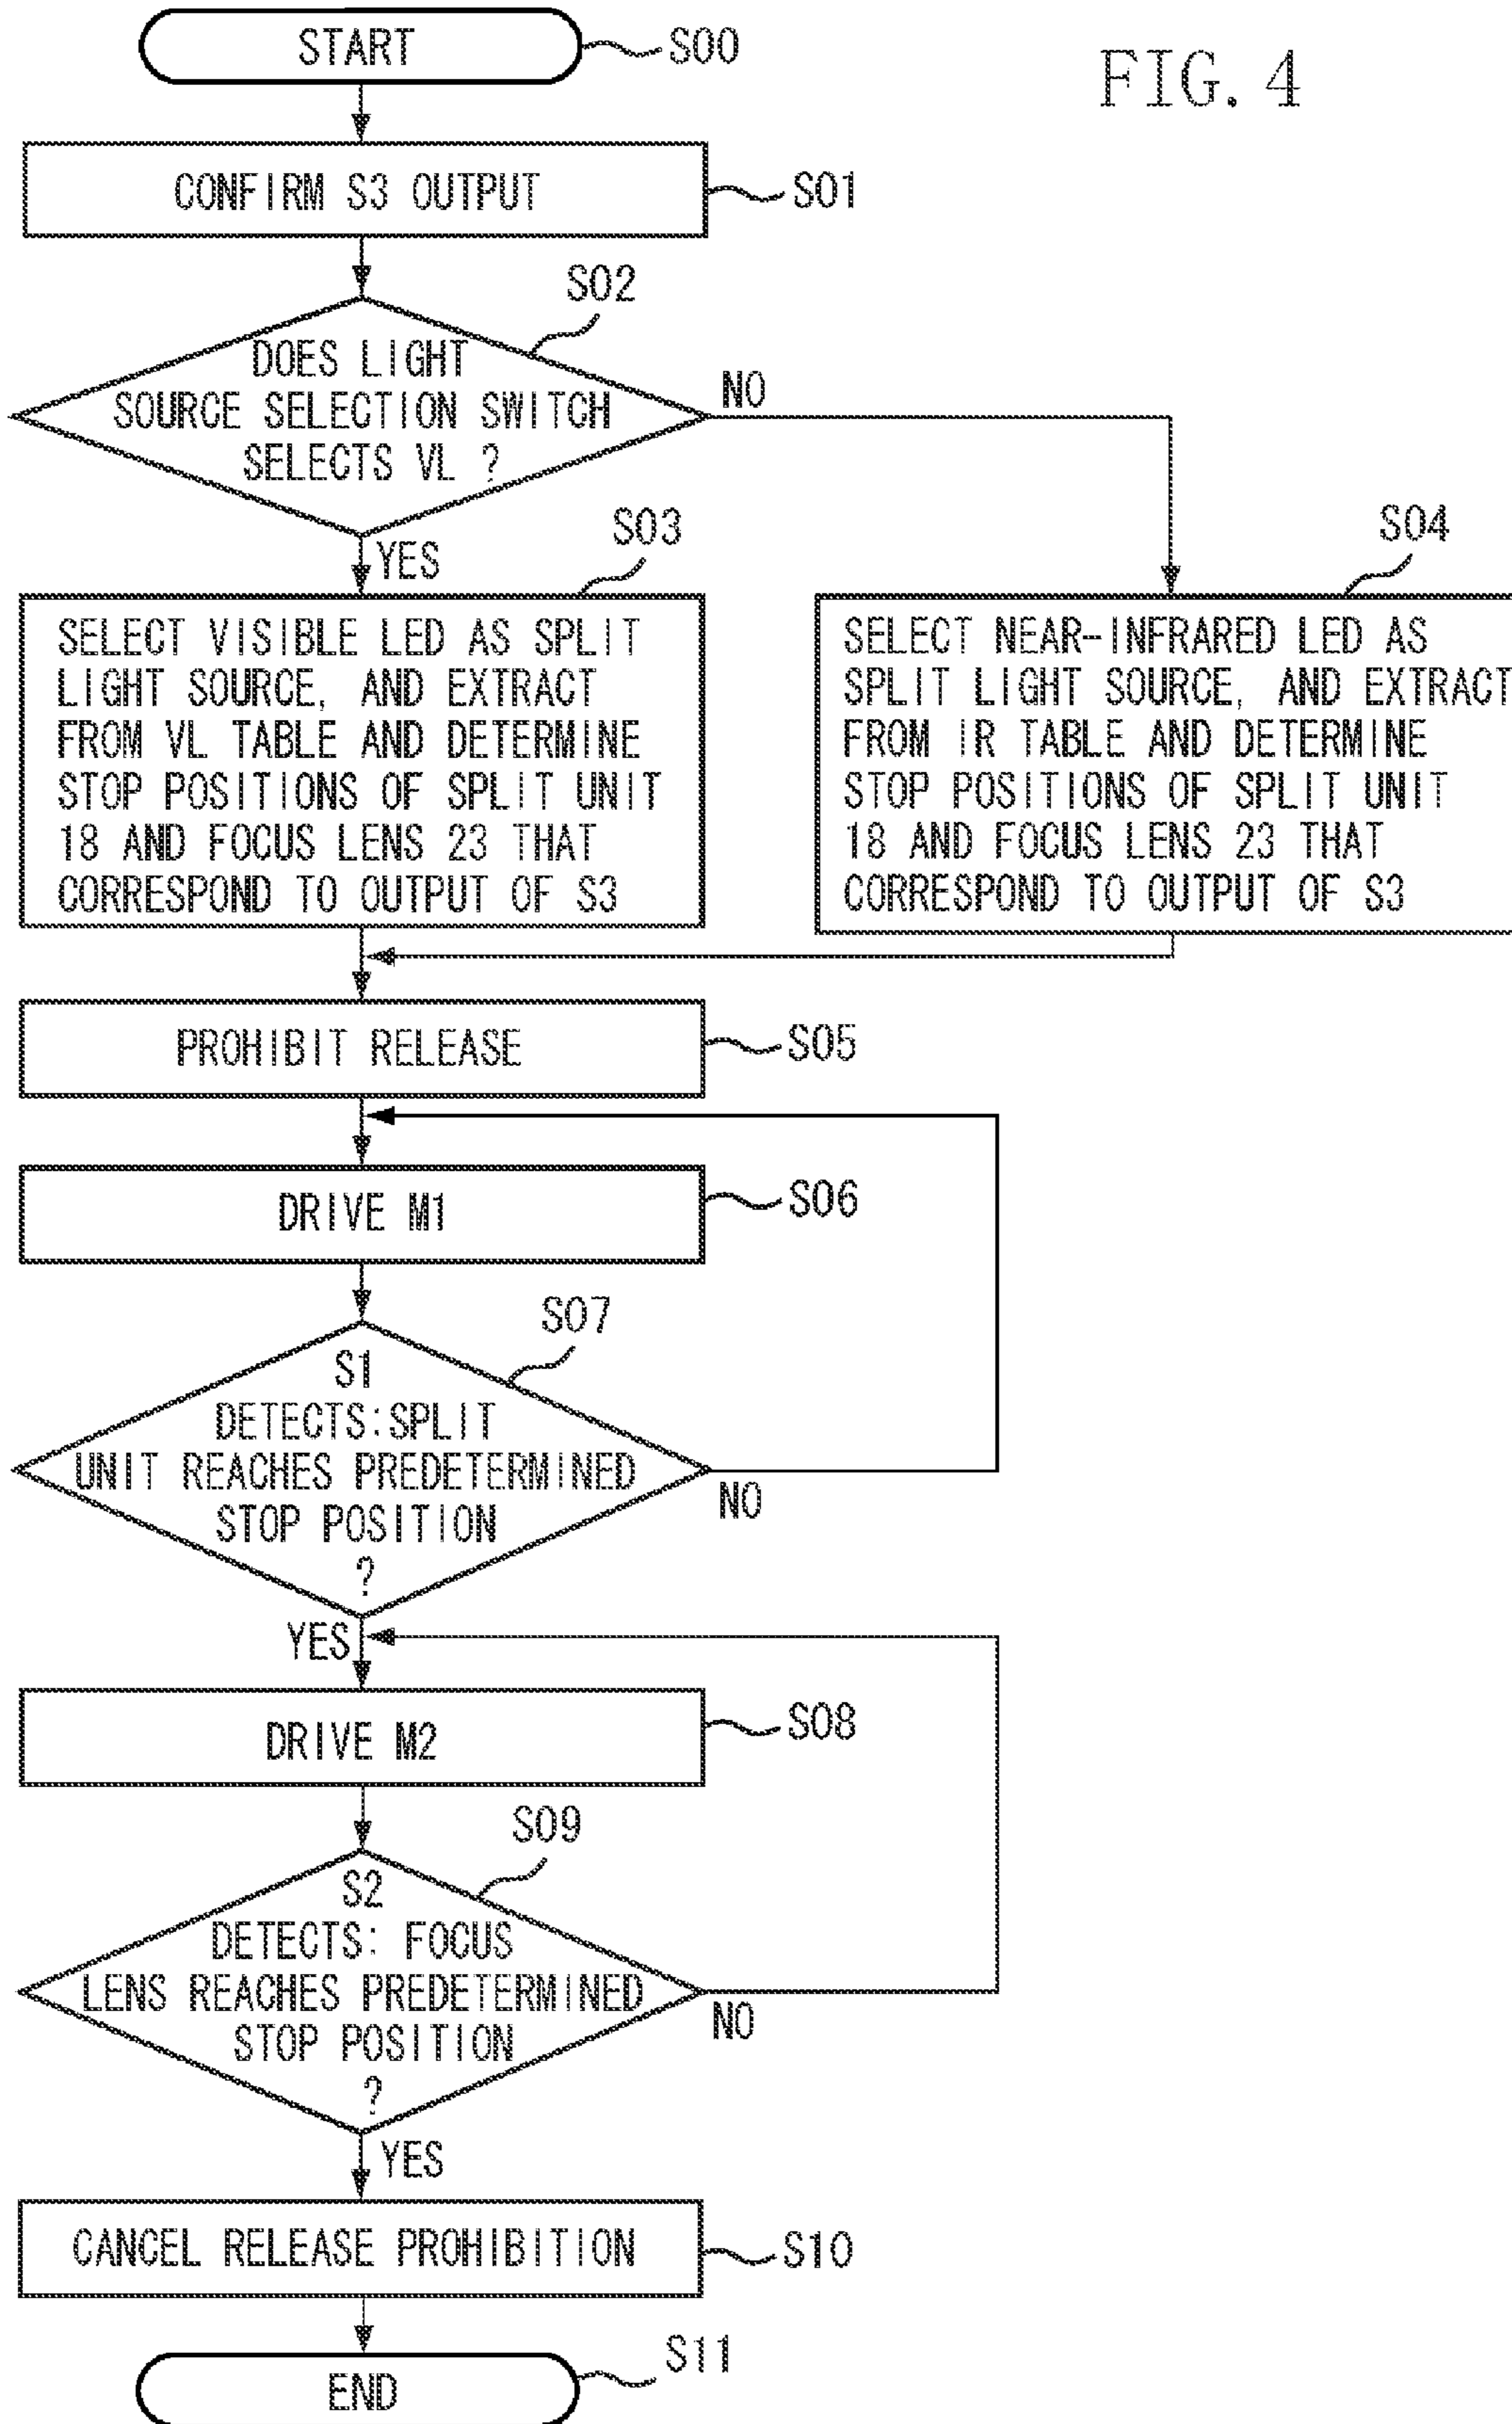 FIG. 4
START
S00
CONFIRM S3 OUTPUT
S01
S02
DOES LIGHT
SOURCE SELECTION SWITCH
SELECTS VL ?
NO
YES
S03
SELECT VISIBLE LED AS SPLIT
LIGHT SOURCE, AND EXTRACT
FROM VL TABLE AND DETERMINE
STOP POSITIONS OF SPLIT UNIT
18 AND FOCUS LENS 23 THAT
CORRESPOND TO OUTPUT OF S3
S04
SELECT NEAR-INFRARED LED AS
SPLIT LIGHT SOURCE, AND EXTRACT
FROM IR TABLE AND DETERMINE
STOP POSITIONS OF SPLIT UNIT
18 AND FOCUS LENS 23 THAT
CORRESPOND TO OUTPUT OF S3
PROHIBIT RELEASE
S05
DRIVE M1
S06
S07
S1
DETECTS:SPLIT
UNIT REACHES PREDETERMINED
STOP POSITION
?
NO
YES
DRIVE M2
S08
S09
S2
DETECTS: FOCUS
LENS REACHES PREDETERMINED
STOP POSITION
?
NO
YES
CANCEL RELEASE PROHIBITION
S10
END
S11